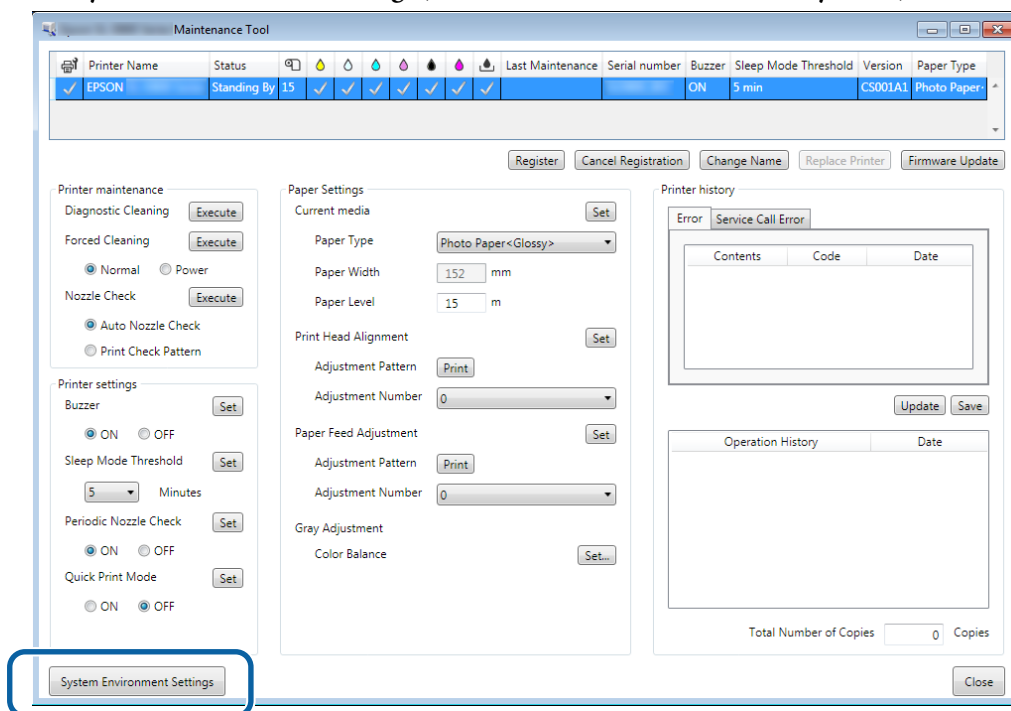 Maintenance Tool
Printer Name Status Last Maintenance Serial number Buzzer Sleep Mode Threshold Version Paper Type
EPSON Standing By 15 ON 5 min CS001A1 Photo Paper
Register Cancel Registration Change Name Replace Printer Firmware Update
Printer maintenance
Diagnostic Cleaning Execute
Forced Cleaning Execute
Normal Power
Nozzle Check Execute
Auto Nozzle Check
Print Check Pattern
Printer settings
Buzzer Set
ON OFF
Sleep Mode Threshold Set
5 Minutes
Periodic Nozzle Check Set
ON OFF
Quick Print Mode Set
ON OFF
Paper Settings
Current media Set
Paper Type Photo Paper<Glossy>
Paper Width 152 mm
Paper Level 15 m
Print Head Alignment Set
Adjustment Pattern Print
Adjustment Number 0
Paper Feed Adjustment Set
Adjustment Pattern Print
Adjustment Number 0
Gray Adjustment
Color Balance Set...
Printer history
Error Service Call Error
Contents Code Date
Update Save
Operation History Date
Total Number of Copies 0 Copies
System Environment Settings Close